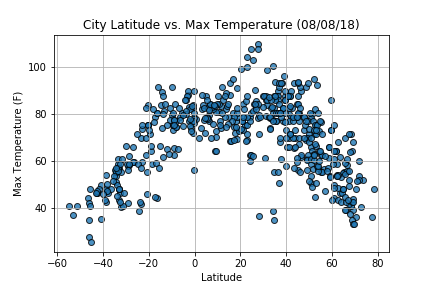 City Latitude vs. Max Temperature (08/08/18)
Max Temperature (F)
100
80
60
40
−60 −40 −20 0 20 40 60 80
Latitude